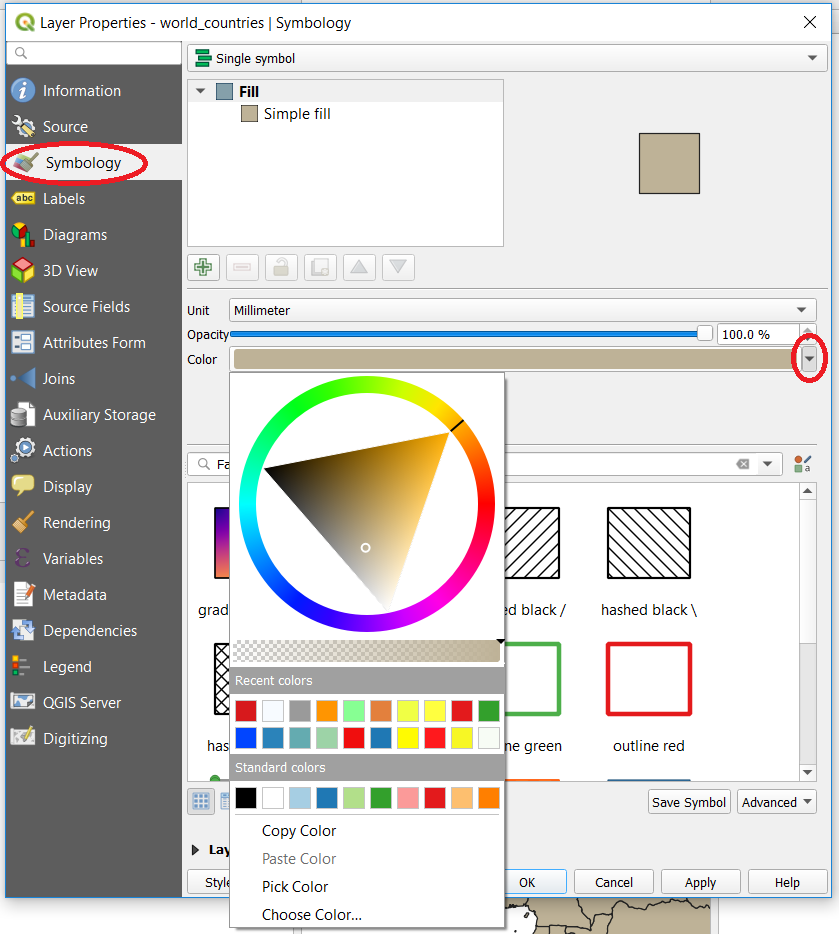 Layer Properties - world_countries | Symbology
Information
Source
Symbology
Labels
Diagrams
3D View
Source Fields
Attributes Form
Joins
Auxiliary Storage
Actions
Display
Rendering
Variables
Metadata
Dependencies
Legend
QGIS Server
Digitizing
Single symbol
Fill
Simple fill
Unit
Millimeter
Opacity
100.0 %
Color
Fa
grad
ed black /
hashed black \
has
ne green
outline red
Recent colors
Standard colors
Copy Color
Paste Color
Pick Color
Choose Color...
Save Symbol
Advanced
Lay
Style
OK
Cancel
Apply
Help